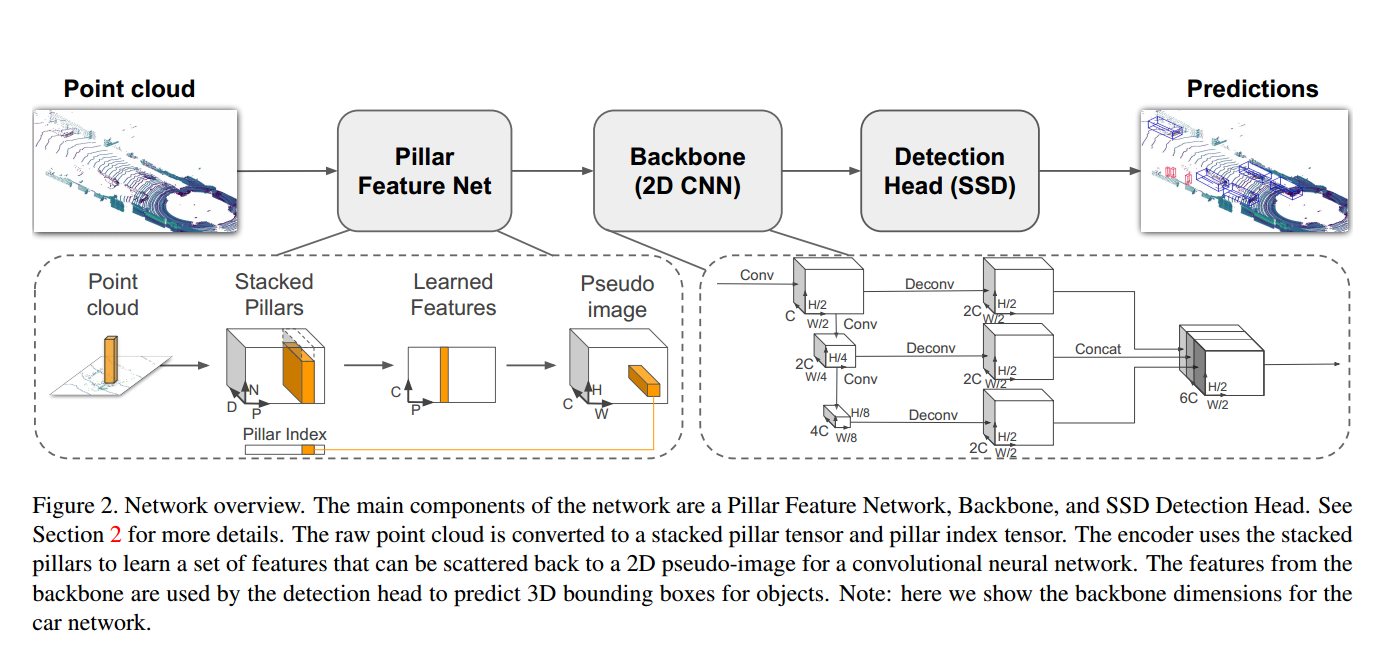 Point cloud
Pillar
Feature Net
Backbone
(2D CNN)
Detection
Head (SSD)
Predictions
Point
cloud
Stacked
Pillars
Learned
Features
Pseudo
image
D
N
P
C
P
C
H
W
Pillar Index
Conv
C
H/2
W/2
Conv
2C
H/4
W/4
Conv
4C
H/8
W/8
Deconv
2C
H/2
W/2
Deconv
2C
H/2
W/2
Deconv
2C
H/2
W/2
Concat
6C
H/2
W/2
Figure 2. Network overview. The main components of the network are a Pillar Feature Network, Backbone, and SSD Detection Head. See
Section 2 for more details. The raw point cloud is converted to a stacked pillar tensor and pillar index tensor. The encoder uses the stacked
pillars to learn a set of features that can be scattered back to a 2D pseudo-image for a convolutional neural network. The features from the
backbone are used by the detection head to predict 3D bounding boxes for objects. Note: here we show the backbone dimensions for the
car network.